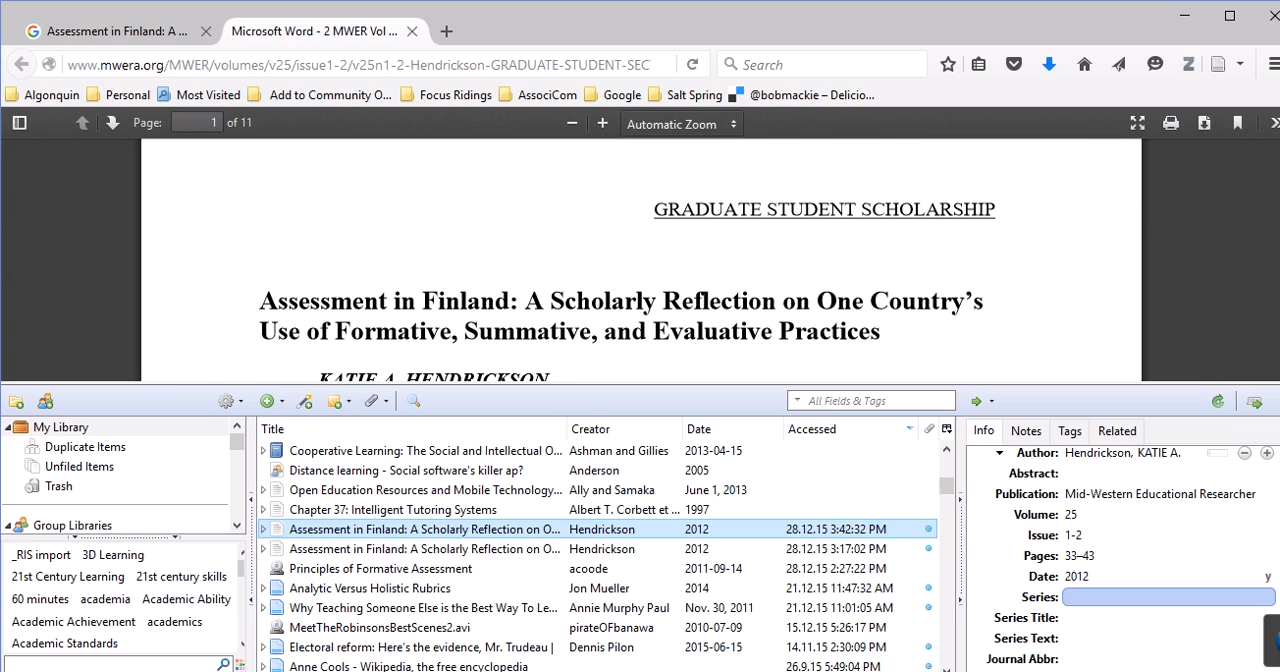 Assessment in Finland: A ... Microsoft Word - 2 MWER Vol ...
www.mwera.org/MWER/volumes/v25/issue1-2/v25n1-2-Hendrickson-GRADUATE-STUDENT-SEC Search
Algonquin Personal Most Visited Add to Community O... Focus Ridings AssociCom Google Salt Spring @bobmackie – Delicio...
Page: 1 of 11 Automatic Zoom
GRADUATE STUDENT SCHOLARSHIP
Assessment in Finland: A Scholarly Reflection on One Country's
Use of Formative, Summative, and Evaluative Practices
KATIE A. HENDRICKSON
All Fields & Tags
My Library
Duplicate Items
Unfiled Items
Trash
Group Libraries
_RIS import 3D Learning
21st Century Learning 21st century skills
60 minutes academia Academic Ability
Academic Achievement academics
Academic Standards
Title Creator Date Accessed
Cooperative Learning: The Social and Intellectual O... Ashman and Gillies 2013-04-15
Distance learning - Social software's killer ap? Anderson 2005
Open Education Resources and Mobile Technology... Ally and Samaka June 1, 2013
Chapter 37: Intelligent Tutoring Systems Albert T. Corbett et ... 1997
Assessment in Finland: A Scholarly Reflection on O... Hendrickson 2012 28.12.15 3:42:32 PM
Assessment in Finland: A Scholarly Reflection on O... Hendrickson 2012 28.12.15 3:17:02 PM
Principles of Formative Assessment acoode 2011-09-14 28.12.15 2:27:22 PM
Analytic Versus Holistic Rubrics Jon Mueller 2014 21.12.15 11:47:32 AM
Why Teaching Someone Else is the Best Way To Le... Annie Murphy Paul Nov. 30, 2011 21.12.15 11:01:05 AM
MeetTheRobinsonsBestScenes2.avi pirateOFbanawa 2010-07-09 15.12.15 5:26:17 PM
Electoral reform: Here's the evidence, Mr. Trudeau | Dennis Pilon 2015-06-15 14.11.15 2:30:09 PM
Anne Cools - Wikipedia, the free encyclopedia 26.9.15 5:49:04 PM
Info Notes Tags Related
Author: Hendrickson, KATIE A.
Abstract:
Publication: Mid-Western Educational Researcher
Volume: 25
Issue: 1-2
Pages: 33–43
Date: 2012 y
Series:
Series Title:
Series Text:
Journal Abbr: